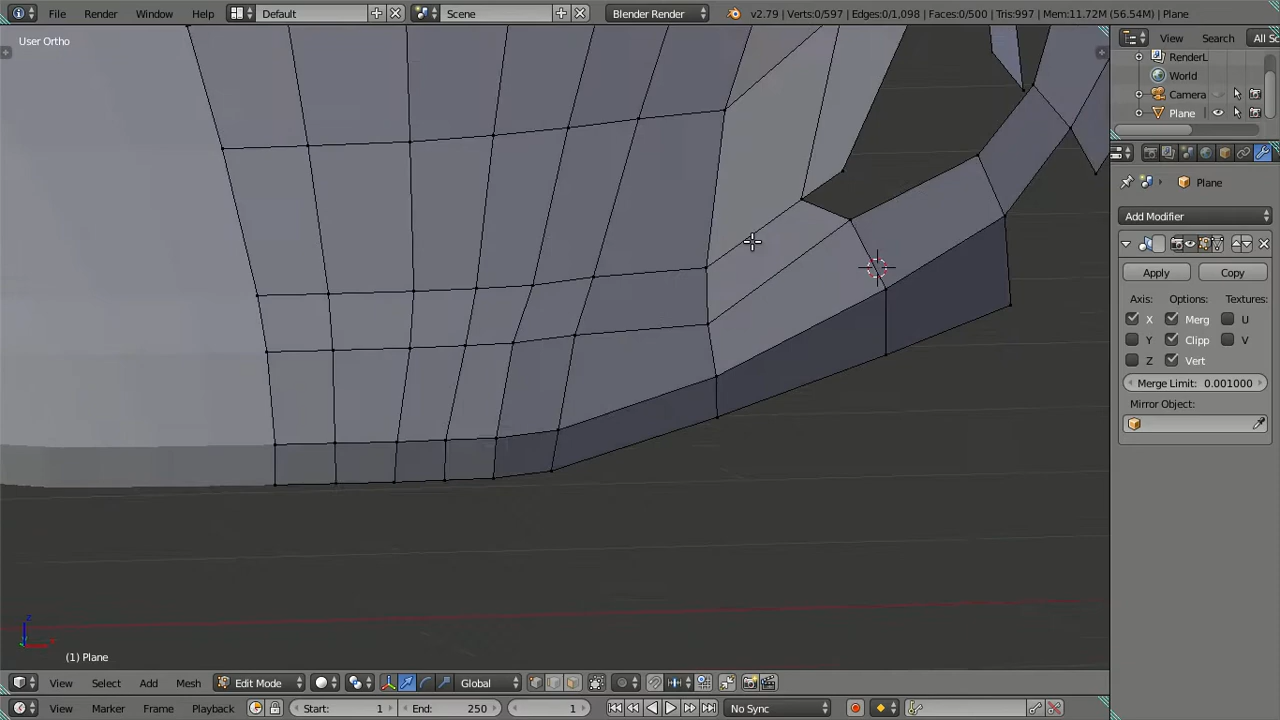 File Render Window Help Default Scene Blender Render v2.79 | Verts:0/597 | Edges:0/1,098 | Faces:0/500 | Tris:997 | Mem:11.72M (56.54M) | Plane
User Ortho
View Search All Sc
RenderL
World
Camera
Plane
Plane
Add Modifier
Apply Copy
Axis: Options: Textures:
X Merg U
Y Clipp V
Z Vert
Merge Limit: 0.001000
Mirror Object:
z
(1) Plane
View Select Add Mesh Edit Mode Global
View Marker Frame Playback Start: 1 End: 250 1 No Sync